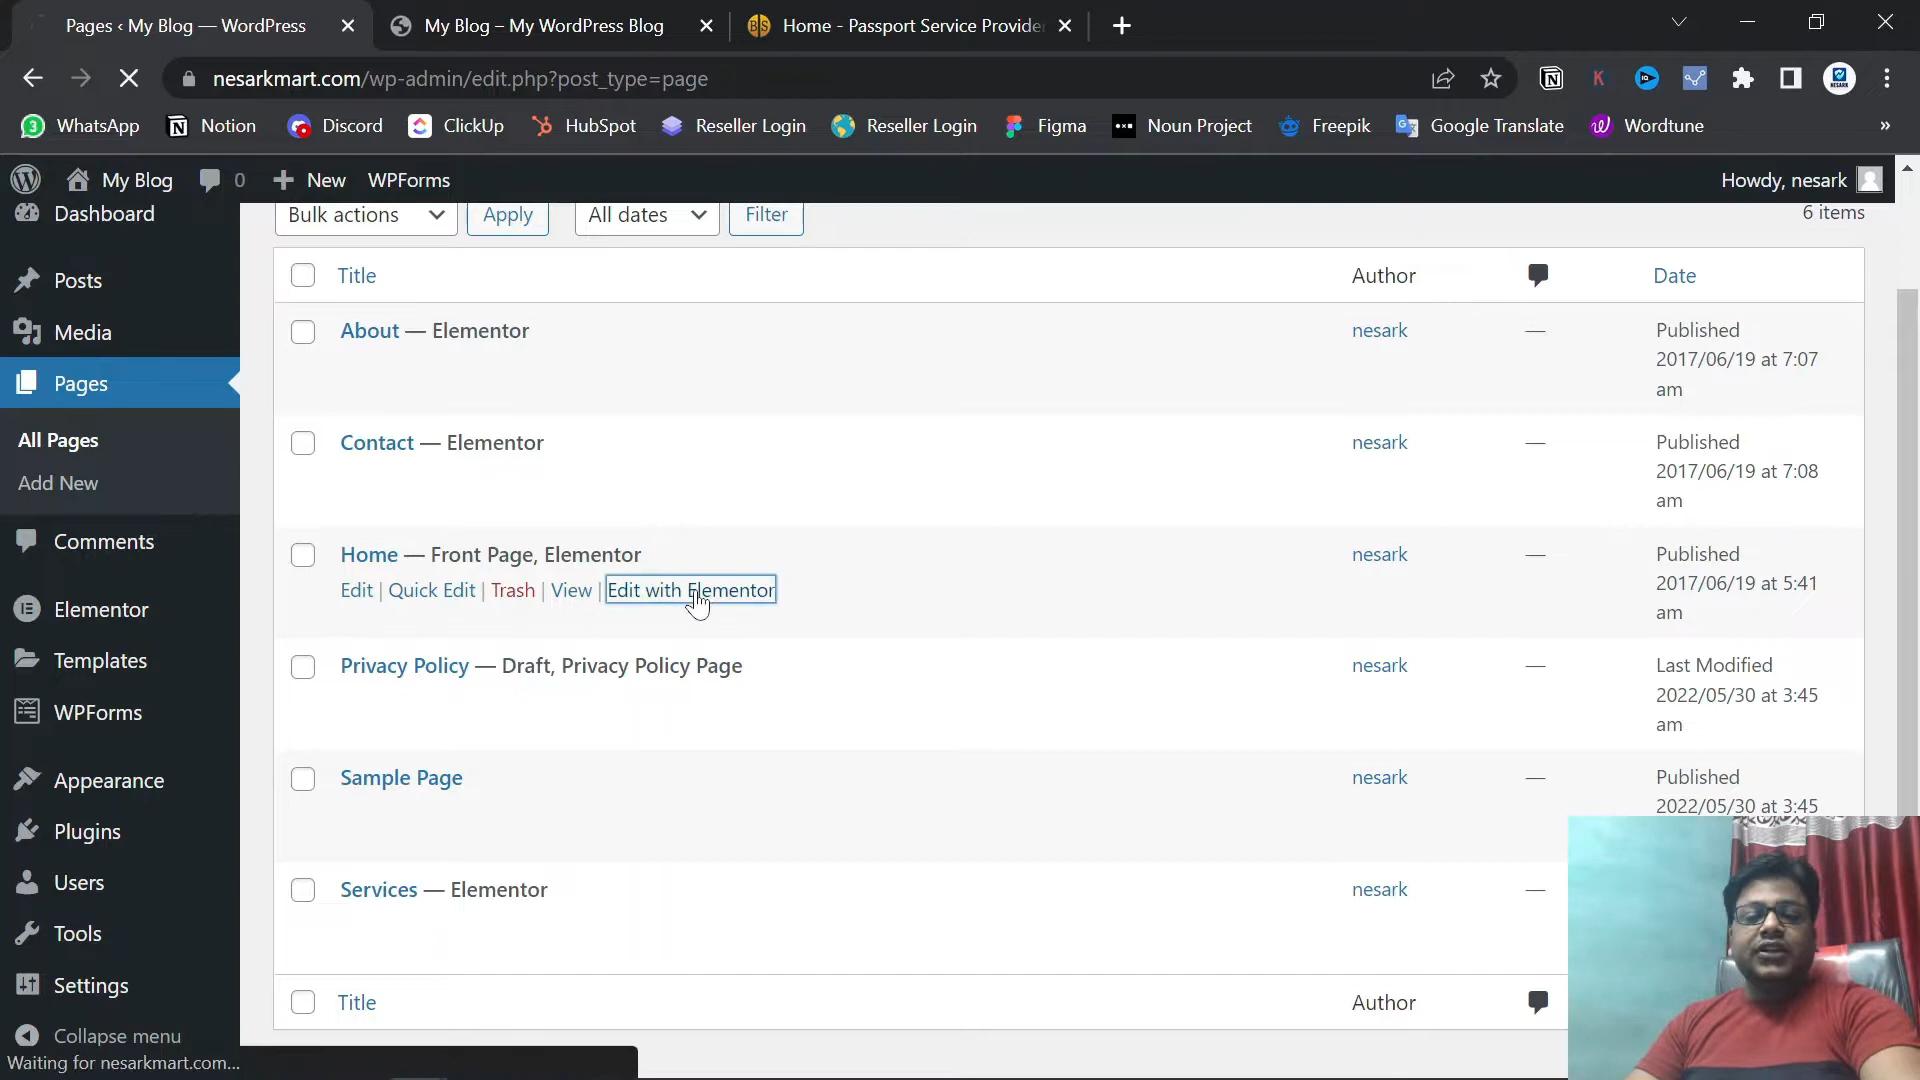 Pages ‹ My Blog — WordPress
My Blog – My WordPress Blog
Home - Passport Service Provide
nesarkmart.com/wp-admin/edit.php?post_type=page
WhatsApp
Notion
Discord
ClickUp
HubSpot
Reseller Login
Reseller Login
Figma
Noun Project
Freepik
Google Translate
Wordtune
»
My Blog
0
New
WPForms
Howdy, nesark
Dashboard
Posts
Media
Pages
All Pages
Add New
Comments
Elementor
Templates
WPForms
Appearance
Plugins
Users
Tools
Settings
Collapse menu
Waiting for nesarkmart.com...
Bulk actions
Apply
All dates
Filter
6 items
Title
Author
Date
About — Elementor
nesark
—
Published
2017/06/19 at 7:07
am
Contact — Elementor
nesark
—
Published
2017/06/19 at 7:08
am
Home — Front Page, Elementor
Edit | Quick Edit | Trash | View | Edit with Elementor
nesark
—
Published
2017/06/19 at 5:41
am
Privacy Policy — Draft, Privacy Policy Page
nesark
—
Last Modified
2022/05/30 at 3:45
am
Sample Page
nesark
—
Published
2022/05/30 at 3:45
Services — Elementor
nesark
—
Title
Author